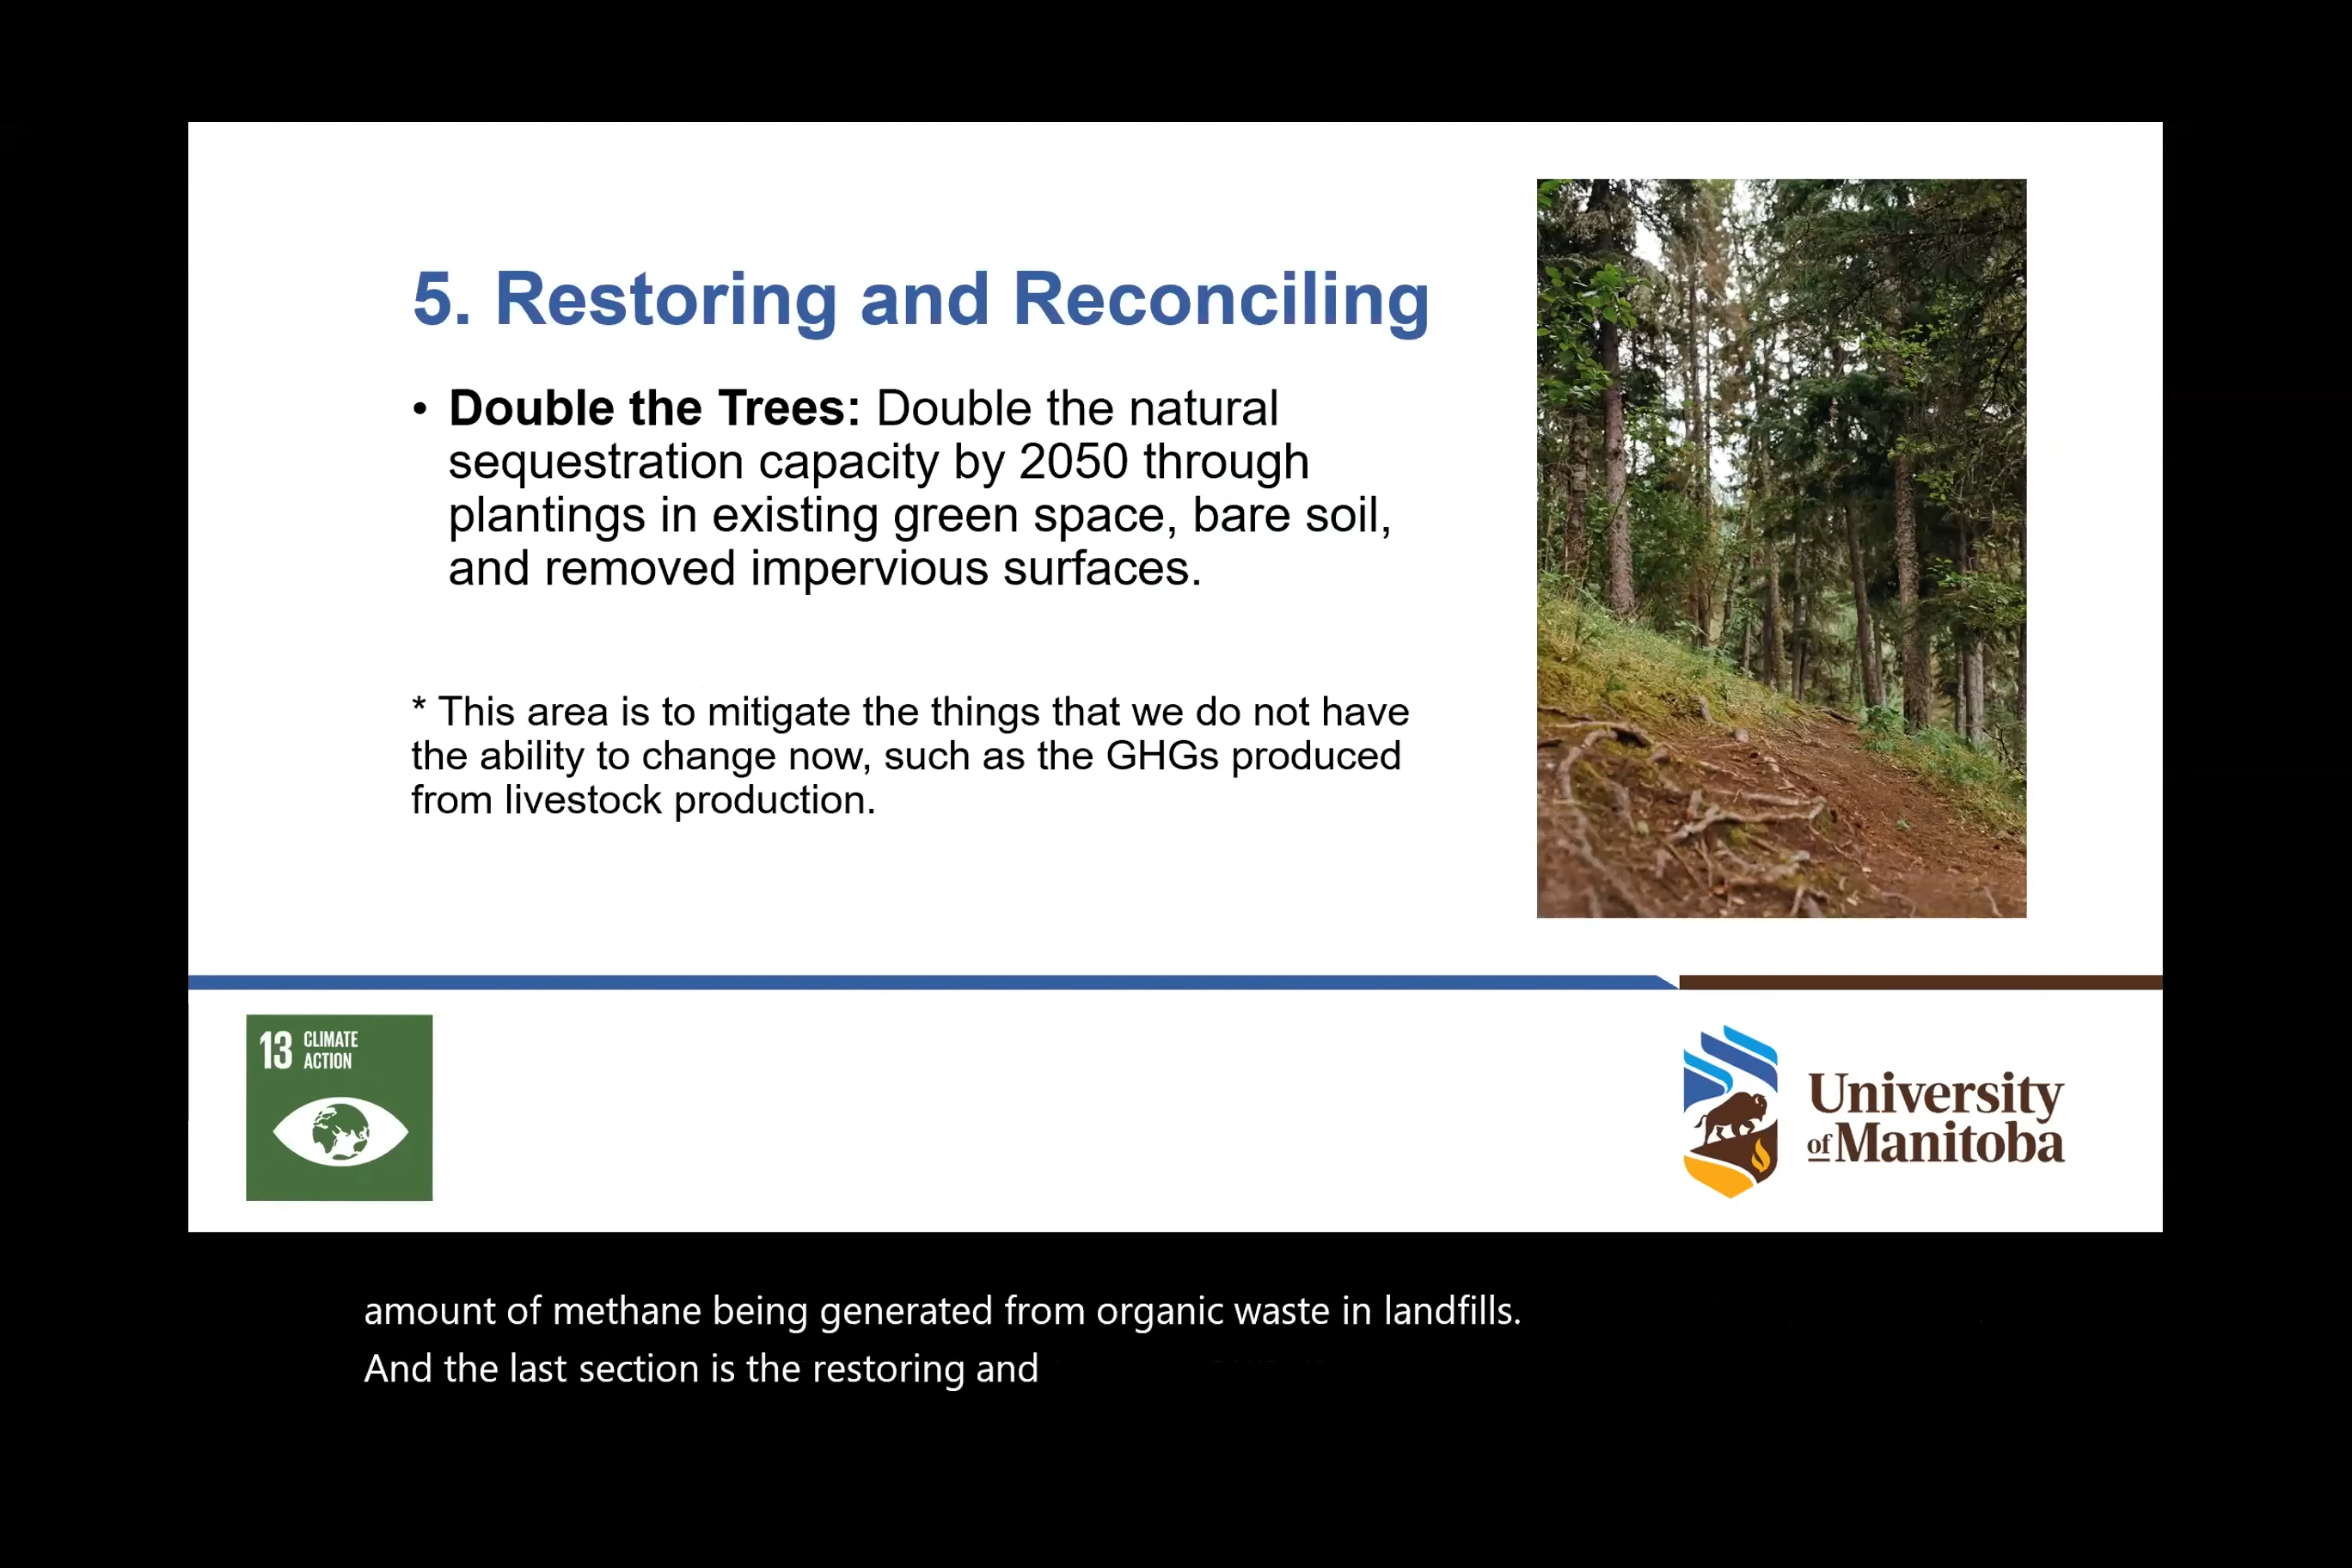 5. Restoring and Reconciling
• Double the Trees: Double the natural
sequestration capacity by 2050 through
plantings in existing green space, bare soil,
and removed impervious surfaces.
* This area is to mitigate the things that we do not have
the ability to change now, such as the GHGs produced
from livestock production.
13 CLIMATE
ACTION
University
of Manitoba
amount of methane being generated from organic waste in landfills.
And the last section is the restoring and